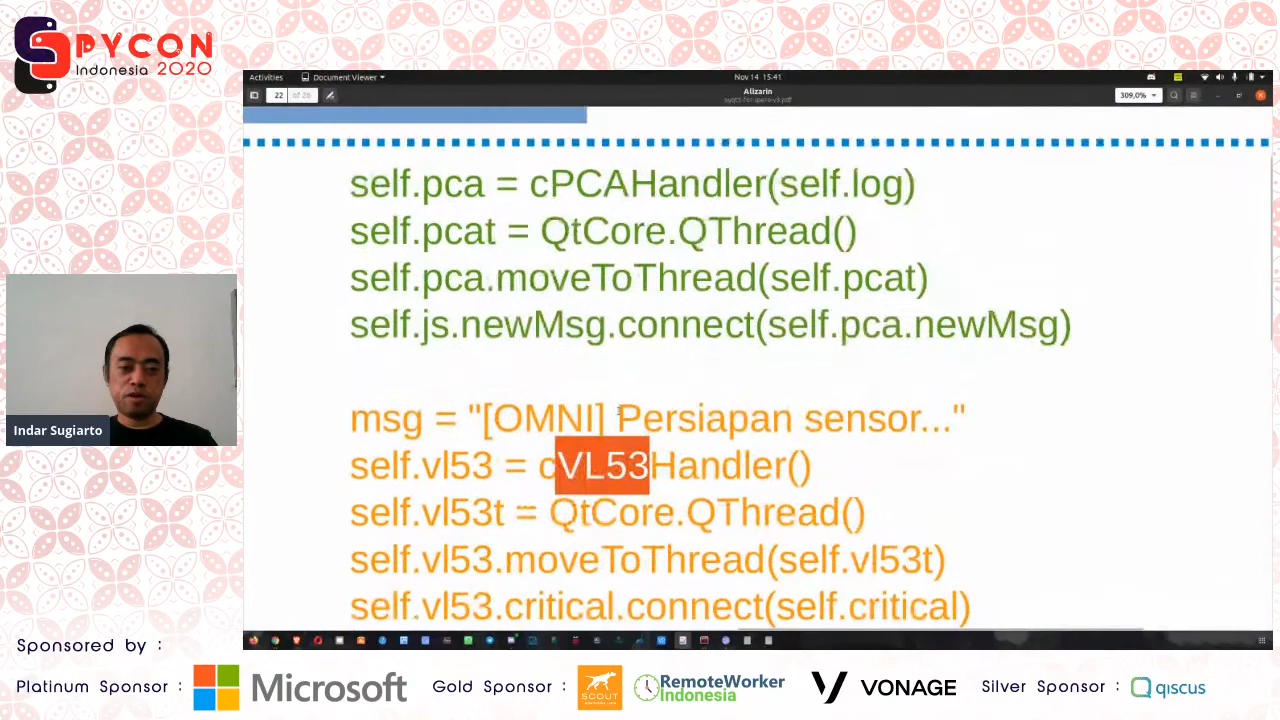 PYCON
Indonesia 2020
Activities
Document Viewer
Nov 14 15:41
22 of 26
Alizarin
309,0%
self.pca = cPCAHandler(self.log)
self.pcat = QtCore.QThread()
self.pca.moveToThread(self.pcat)
self.js.newMsg.connect(self.pca.newMsg)
msg = "[OMNI] Persiapan sensor..."
self.vl53 = cVL53Handler()
self.vl53t = QtCore.QThread()
self.vl53.moveToThread(self.vl53t)
self.vl53.critical.connect(self.critical)
Indar Sugiarto
Sponsored by :
Platinum Sponsor :
Microsoft
Gold Sponsor :
SCOUT
RemoteWorker
Indonesia
VONAGE
Silver Sponsor :
qiscus